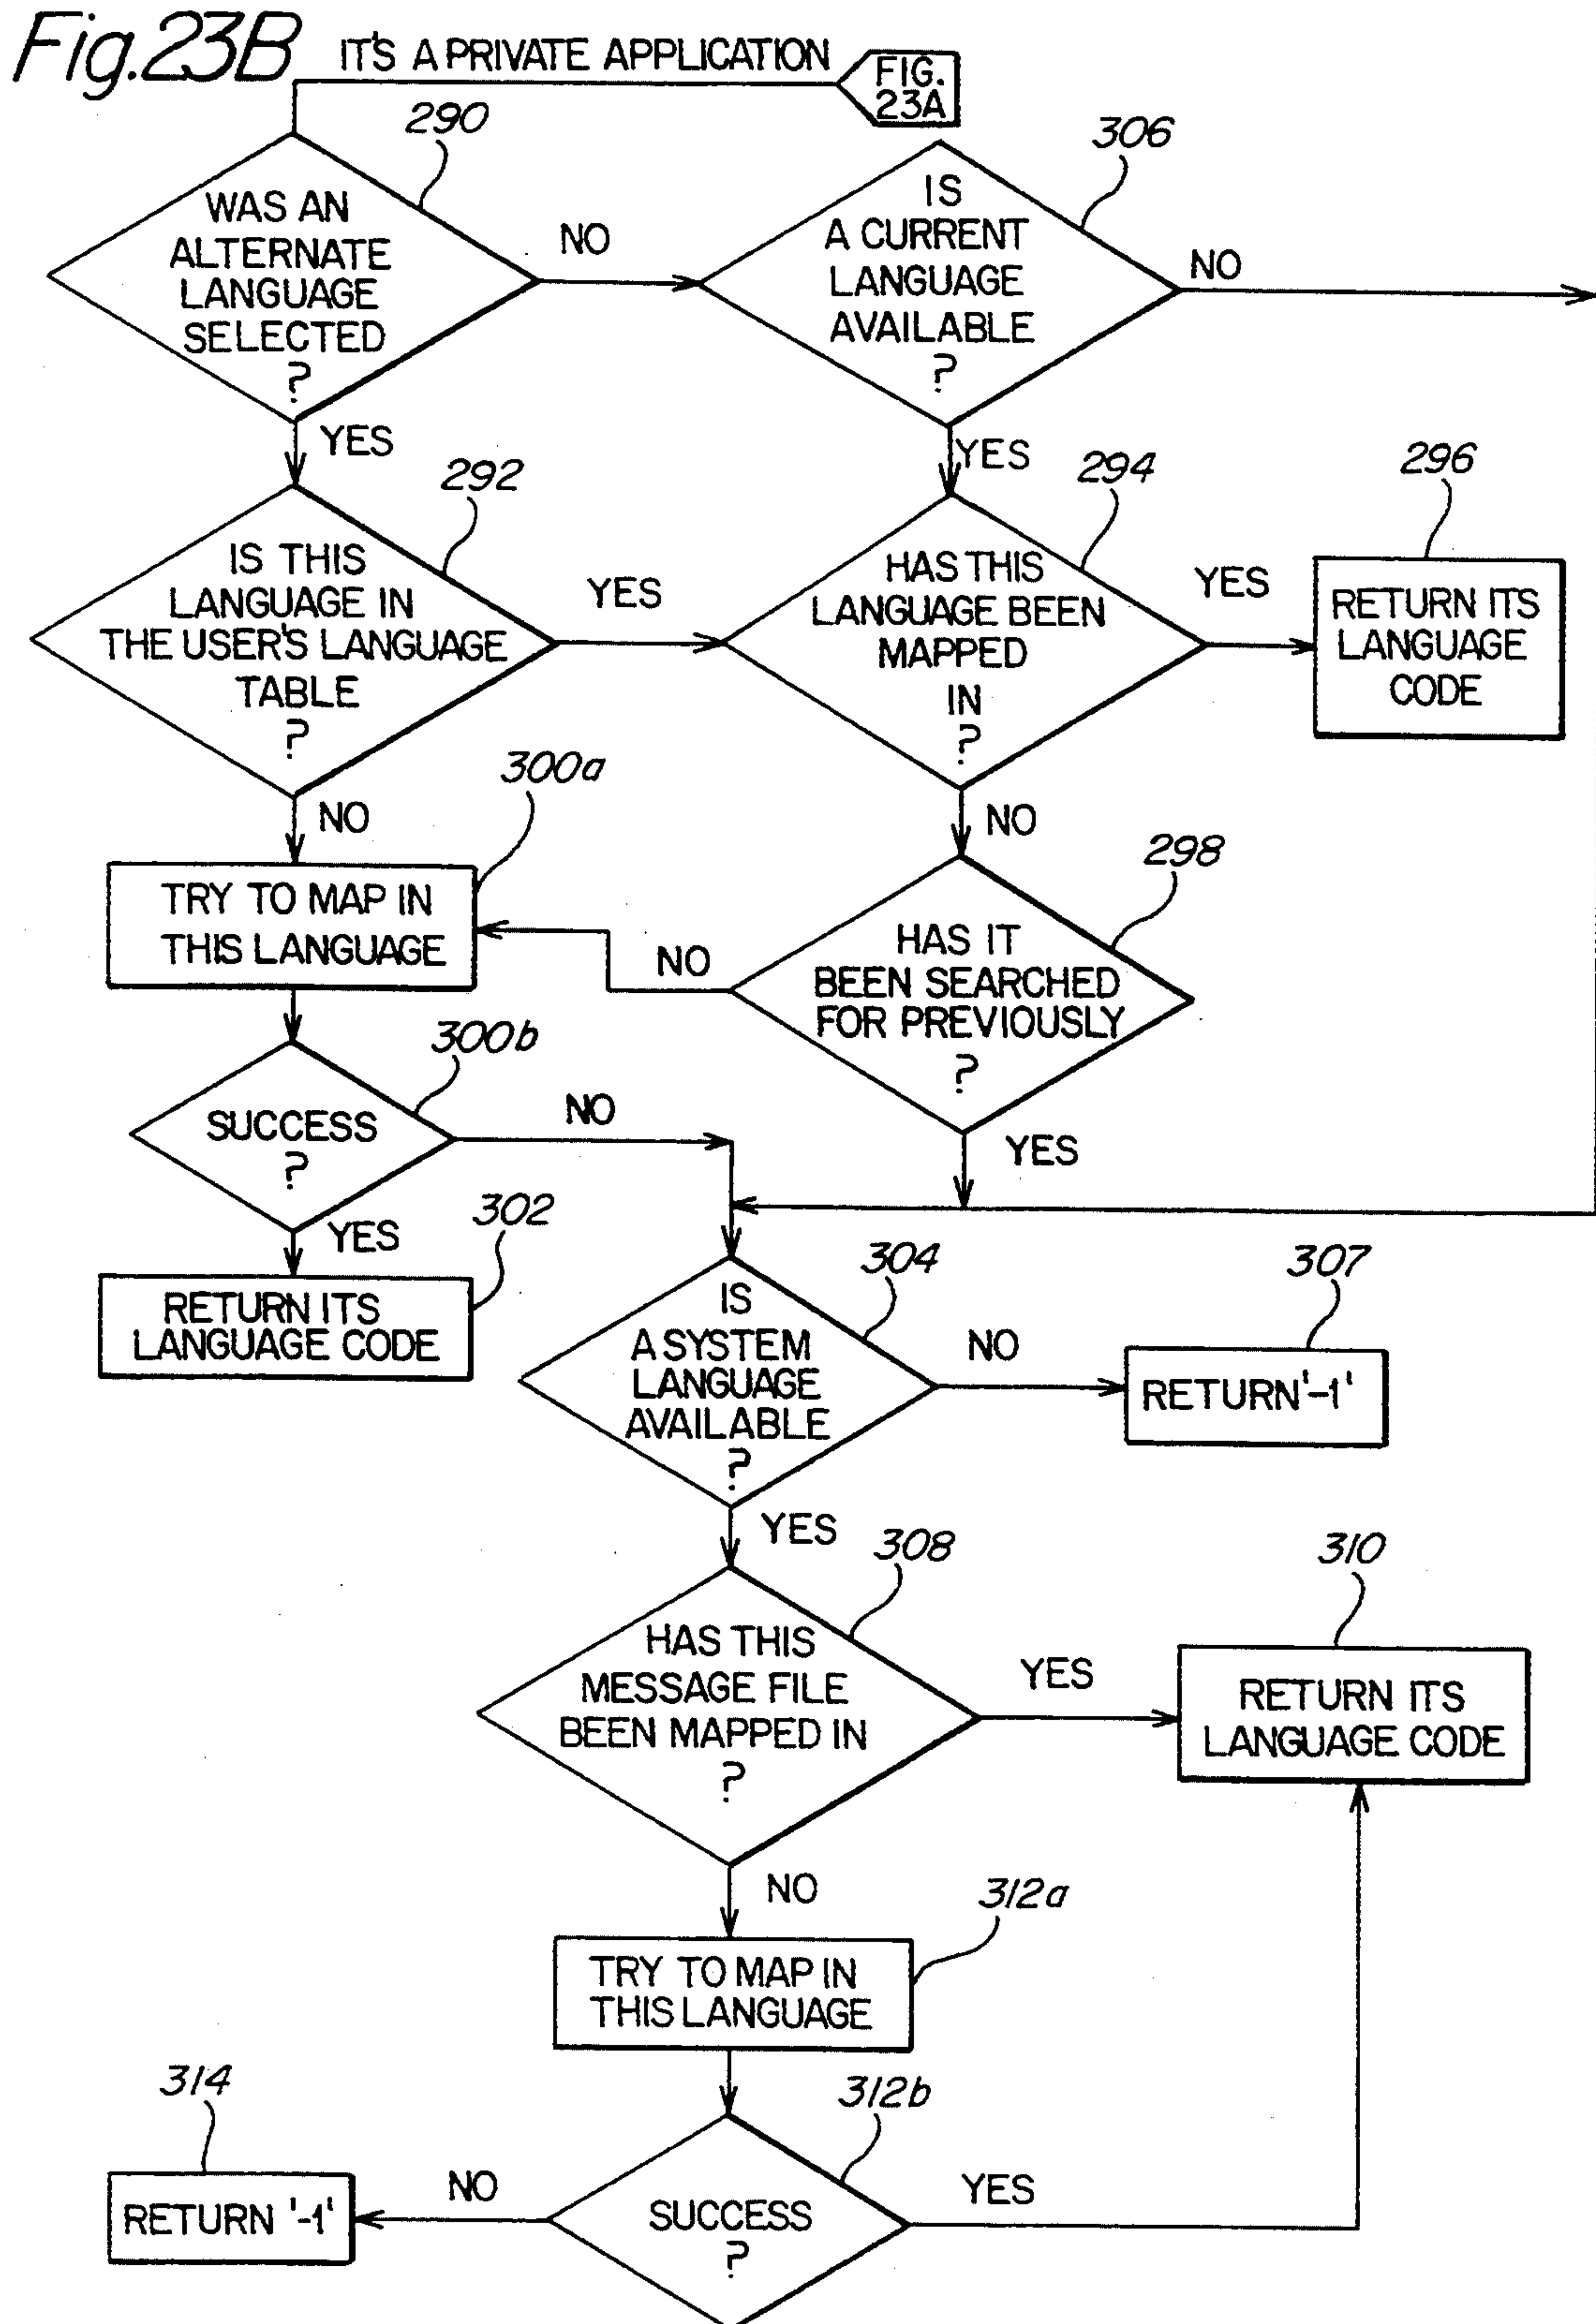 Fig.23B
IT'S A PRIVATE APPLICATION
FIG.
23A
290
WAS AN
ALTERNATE
LANGUAGE
SELECTED
?
NO
YES
306
IS
A CURRENT
LANGUAGE
AVAILABLE
?
NO
YES
292
IS THIS
LANGUAGE IN
THE USER'S LANGUAGE
TABLE
?
YES
NO
294
HAS THIS
LANGUAGE BEEN
MAPPED
IN
?
YES
NO
296
RETURN ITS
LANGUAGE
CODE
300a
TRY TO MAP IN
THIS LANGUAGE
298
HAS IT
BEEN SEARCHED
FOR PREVIOUSLY
?
NO
YES
300b
SUCCESS
?
NO
YES
302
RETURN ITS
LANGUAGE CODE
304
IS
A SYSTEM
LANGUAGE
AVAILABLE
?
NO
YES
307
RETURN '-1'
308
HAS THIS
MESSAGE FILE
BEEN MAPPED IN
?
YES
NO
310
RETURN ITS
LANGUAGE CODE
312a
TRY TO MAP IN
THIS LANGUAGE
312b
SUCCESS
?
NO
YES
314
RETURN '-1'